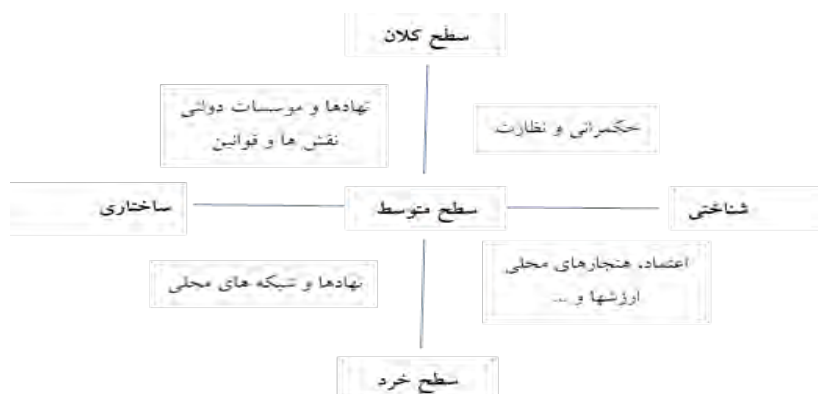 سطح کلان
نهادها و موسسات دولتی
نقش ها و قوانین
حکمرانی و نظارت
شناختی
سطح متوسط
ساختاری
اعتماد، هنجارهای محلی
ارزشها و ...
نهادها و شبکه های محلی
سطح خرد